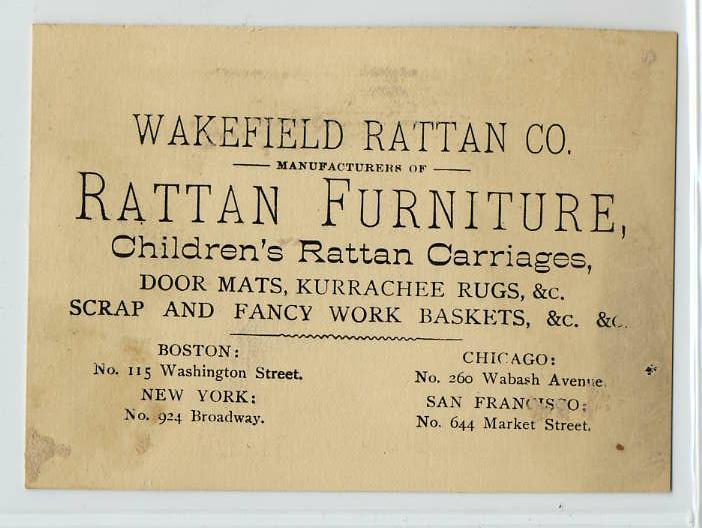 WAKEFIELD RATTAN CO.
MANUFACTURERS OF
RATTAN FURNITURE,
Children's Rattan Carriages,
DOOR MATS, KURRACHEE RUGS, &c.
SCRAP AND FANCY WORK BASKETS, &c. &c.
BOSTON:
No. 115 Washington Street.
NEW YORK:
No. 924 Broadway.
CHICAGO:
No. 260 Wabash Avenue.
SAN FRANCISCO:
No. 644 Market Street.